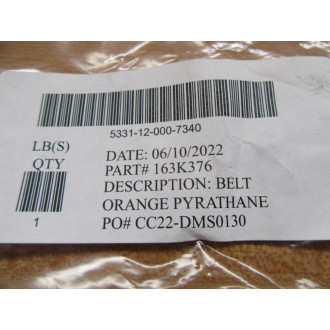 5331-12-000-7340
LB(S)
QTY
1
DATE: 06/10/2022
PART# 163K376
DESCRIPTION: BELT
ORANGE PYRATHANE
PO# CC22-DMS0130